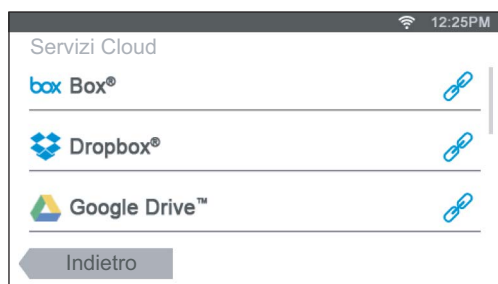 12:25PM
Servizi Cloud
box Box®
Dropbox®
Google Drive™
Indietro